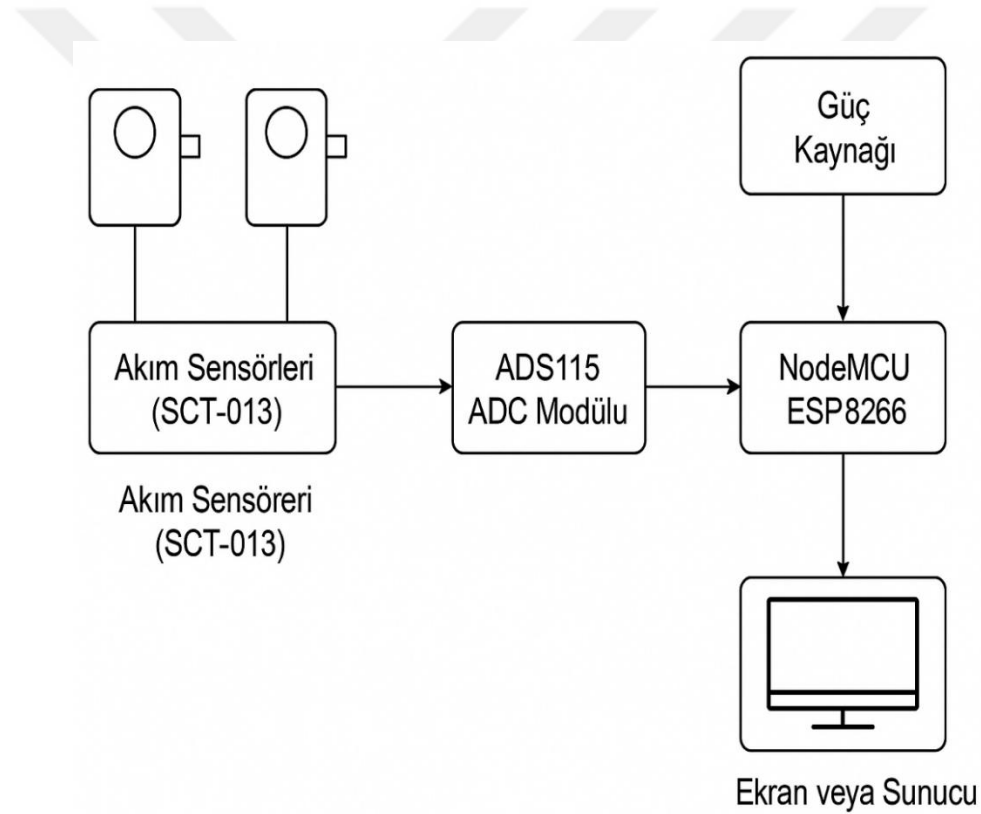 Güç
Kaynağı
Akım Sensörleri
(SCT-013)
ADS115
ADC Modülu
NodeMCU
ESP8266
Akım Sensöreri
(SCT-013)
Ekran veya Sunucu